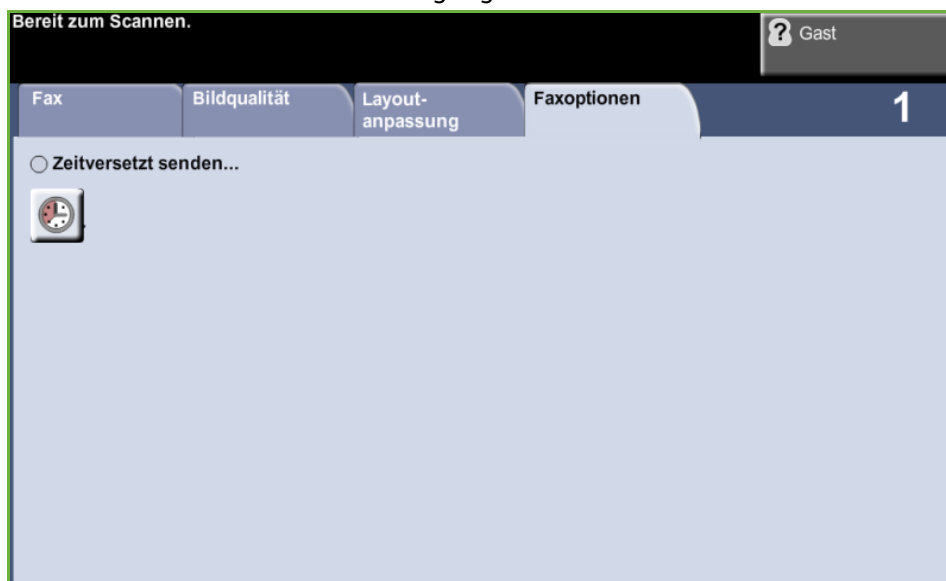 Bereit zum Scannen.
? Gast
Fax
Bildqualität
Layout-
anpassung
Faxoptionen
1
Zeitversetzt senden...